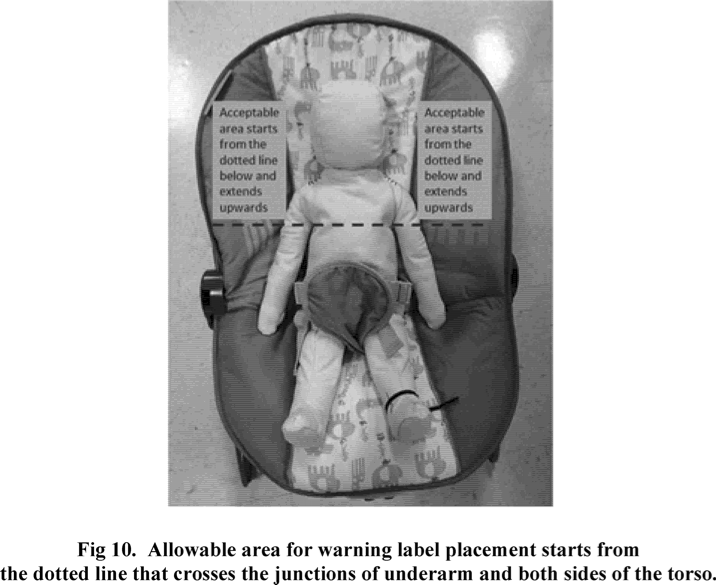 Acceptable
area starts
from the
dotted line
below and
extends
upwards
Acceptable
area starts
from the
dotted line
below and
extends
upwards
Fig 10. Allowable area for warning label placement starts from
the dotted line that crosses the junctions of underarm and both sides of the torso.